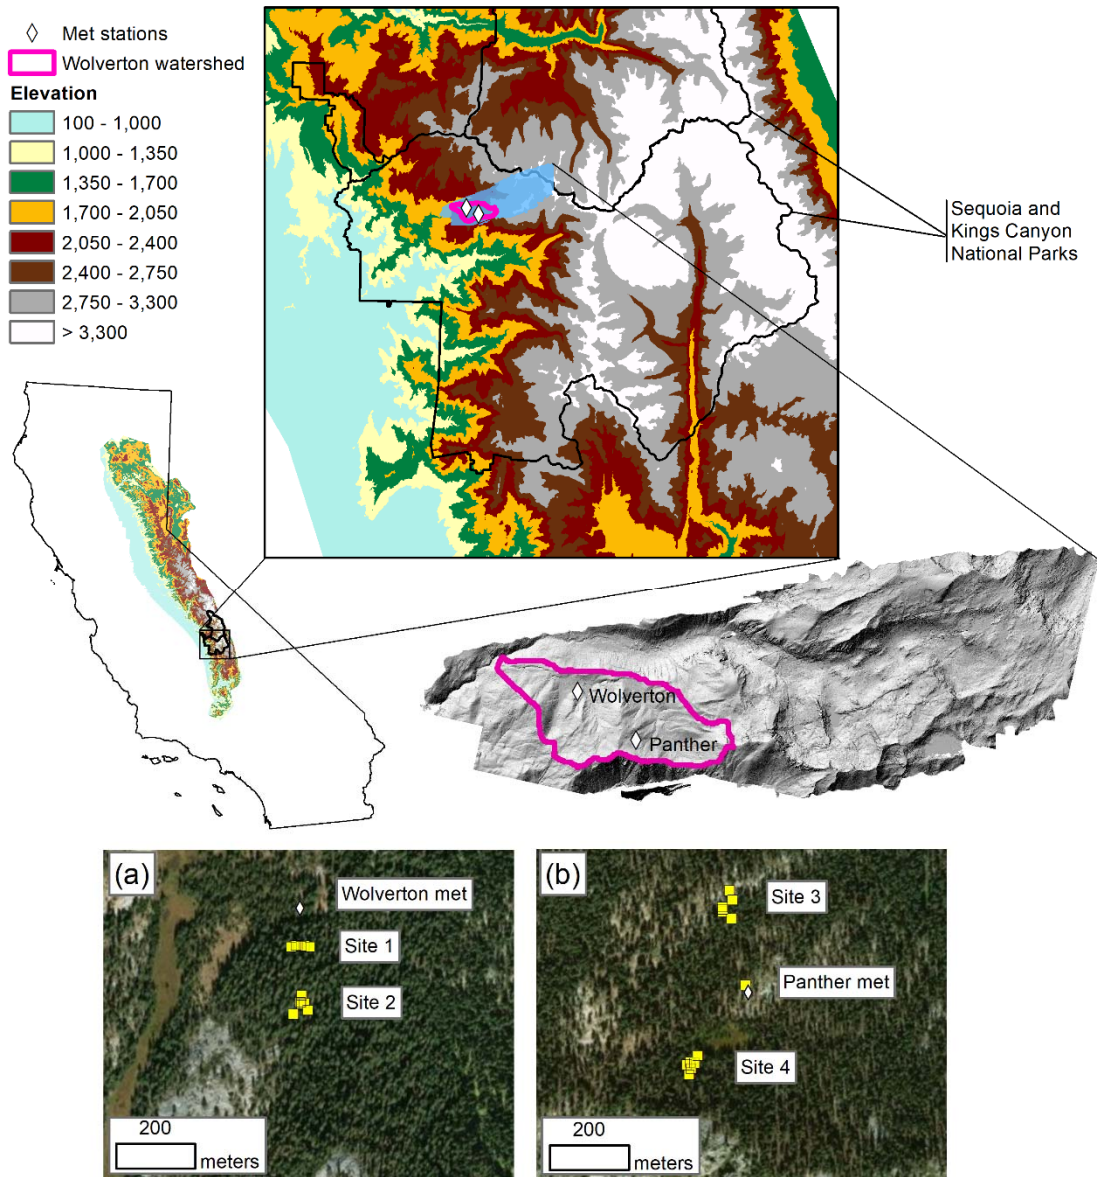 Met stations
Wolverton watershed
Elevation
100 - 1,000
1,000 - 1,350
1,350 - 1,700
1,700 - 2,050
2,050 - 2,400
2,400 - 2,750
2,750 - 3,300
> 3,300
Sequoia and
Kings Canyon
National Parks
Wolverton
Panther
(a)
Wolverton met
Site 1
Site 2
200
meters
(b)
Site 3
Panther met
Site 4
200
meters